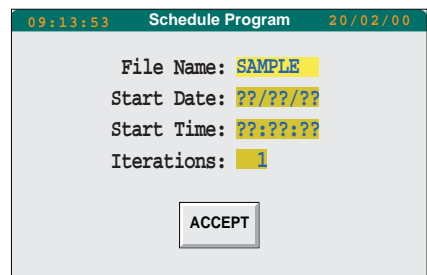 09:13:53 Schedule Program 20/02/00
File Name: SAMPLE
Start Date: ??/??/??
Start Time: ??:??:??
Iterations: 1
ACCEPT